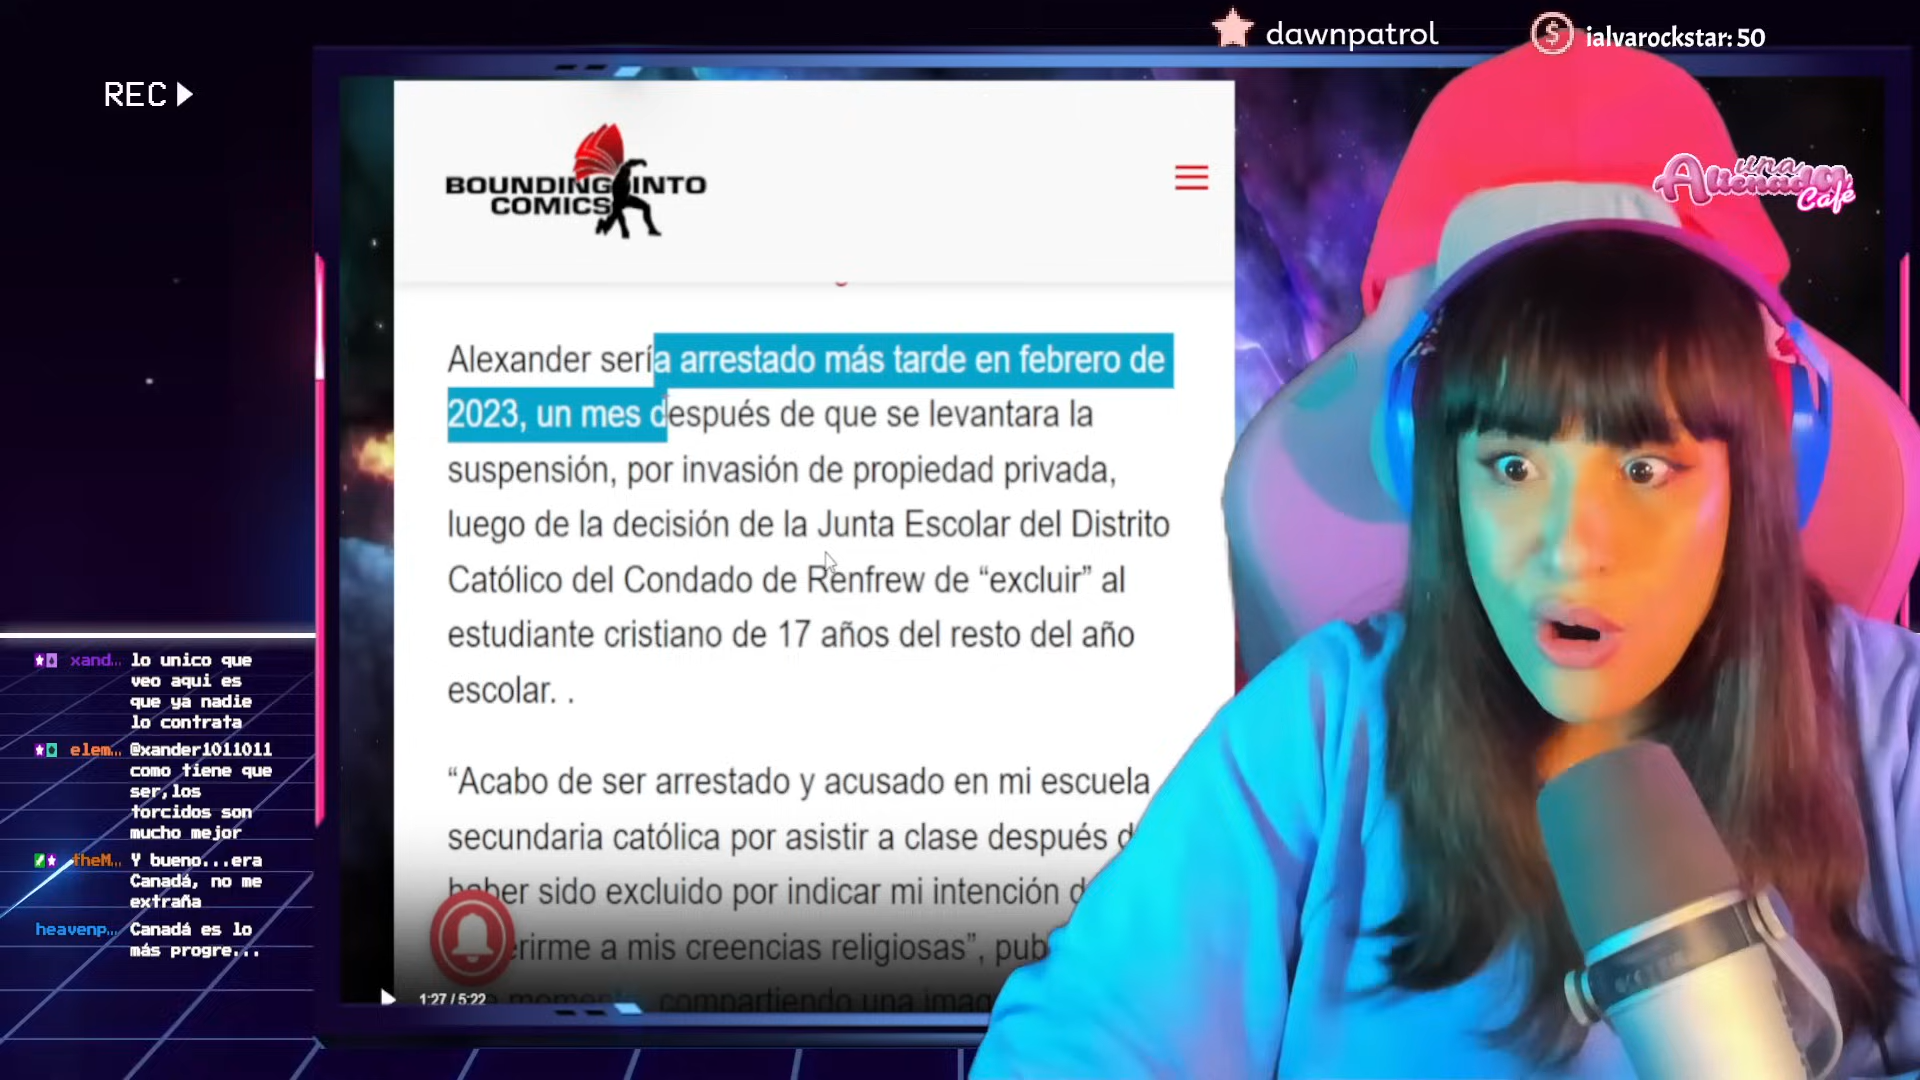 dawnpatrol
ialvarockstar: 50
REC
BOUNDING INTO
COMICS
una
Alienada
Café
Alexander sería arrestado más tarde en febrero de
2023, un mes después de que se levantara la
suspensión, por invasión de propiedad privada,
luego de la decisión de la Junta Escolar del Distrito
Católico del Condado de Renfrew de “excluir” al
estudiante cristiano de 17 años del resto del año
escolar. .
“Acabo de ser arrestado y acusado en mi escuela
secundaria católica por asistir a clase después
haber sido excluido por indicar mi intención
a mis creencias religiosas”,
compartiendo una
1:27 / 5:22
xand... lo unico que
veo aqui es
que ya nadie
lo contrata
elem... @xander1011011
como tiene que
ser,los
torcidos son
mucho mejor
theM... Y bueno...era
Canadá, no me
extraña
heavenp... Canadá es lo
más progre...